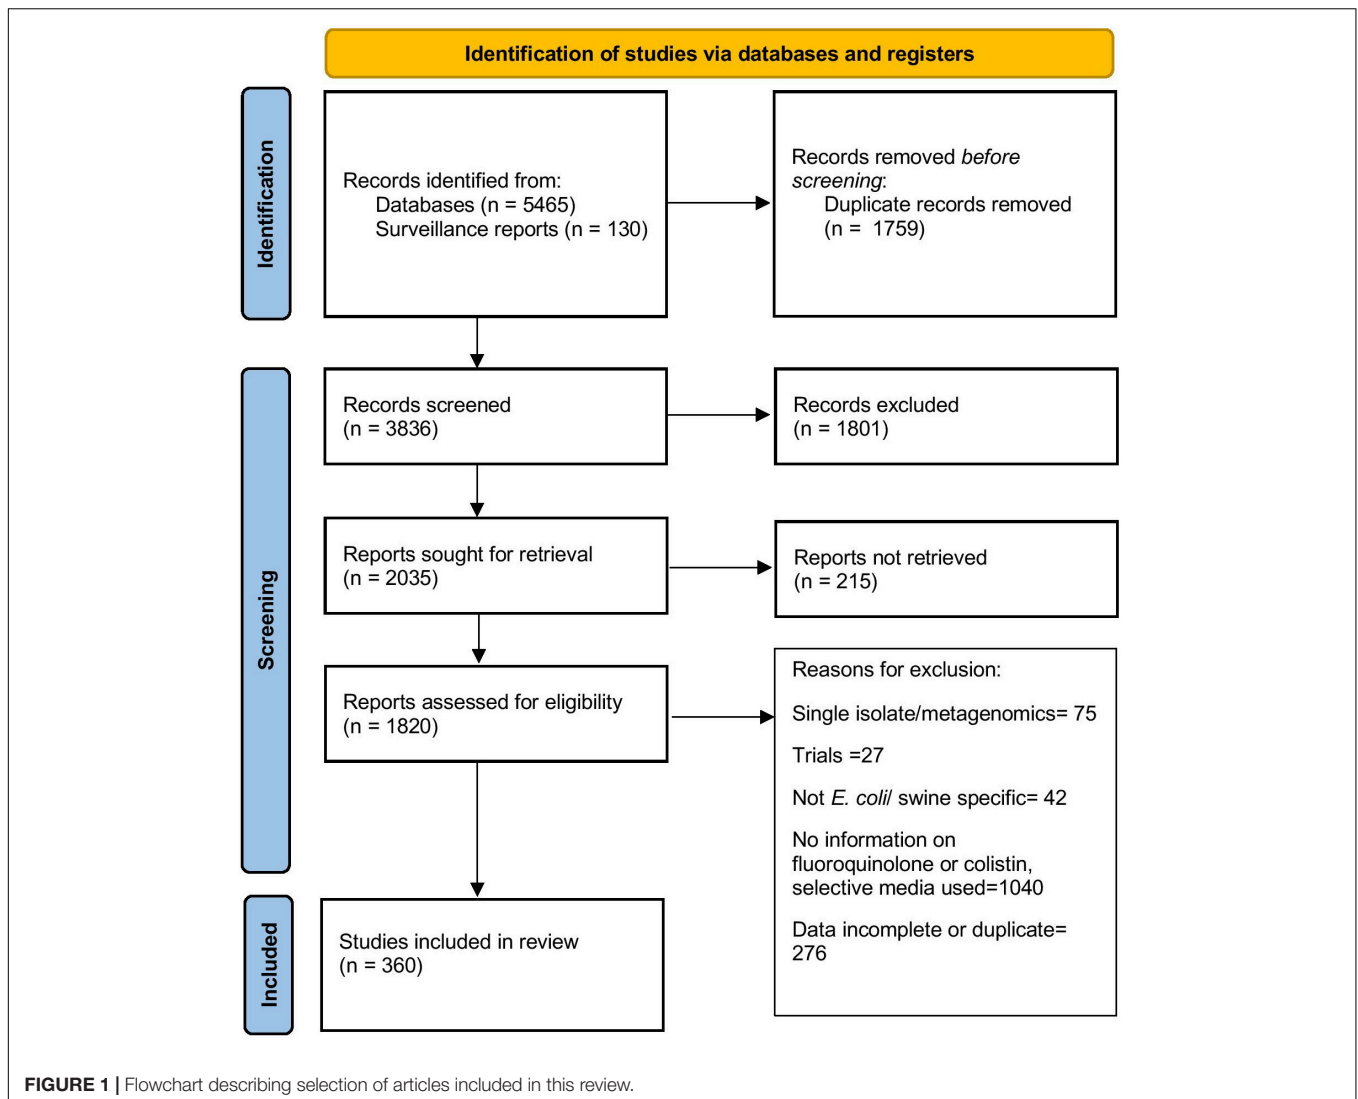 Identification of studies via databases and registers
Identification
Records identified from:
Databases (n = 5465)
Surveillance reports (n = 130)
Records removed before
screening:
Duplicate records removed
(n =  1759)
Screening
Records screened
(n = 3836)
Records excluded
(n = 1801)
Reports sought for retrieval
(n = 2035)
Reports not retrieved
(n = 215)
Reports assessed for eligibility
(n = 1820)
Reasons for exclusion:
Single isolate/metagenomics= 75
Trials =27
Not E. coli/ swine specific= 42
No information on
fluoroquinolone or colistin,
selective media used=1040
Data incomplete or duplicate=
276
Included
Studies included in review
(n = 360)
FIGURE 1 | Flowchart describing selection of articles included in this review.